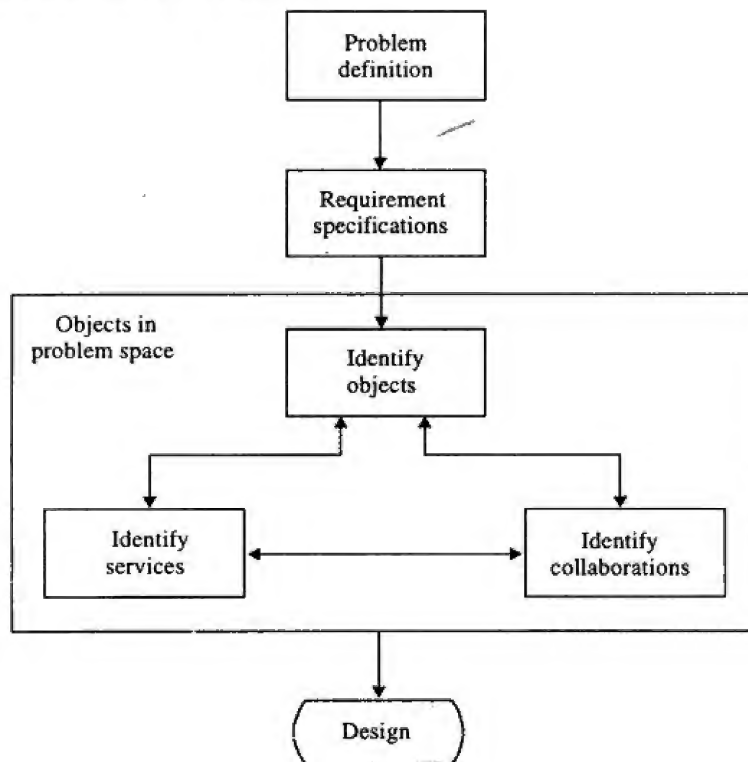 Problem
definition
Requirement
specifications
Objects in
problem space
Identify
objects
Identify
services
Identify
collaborations
Design